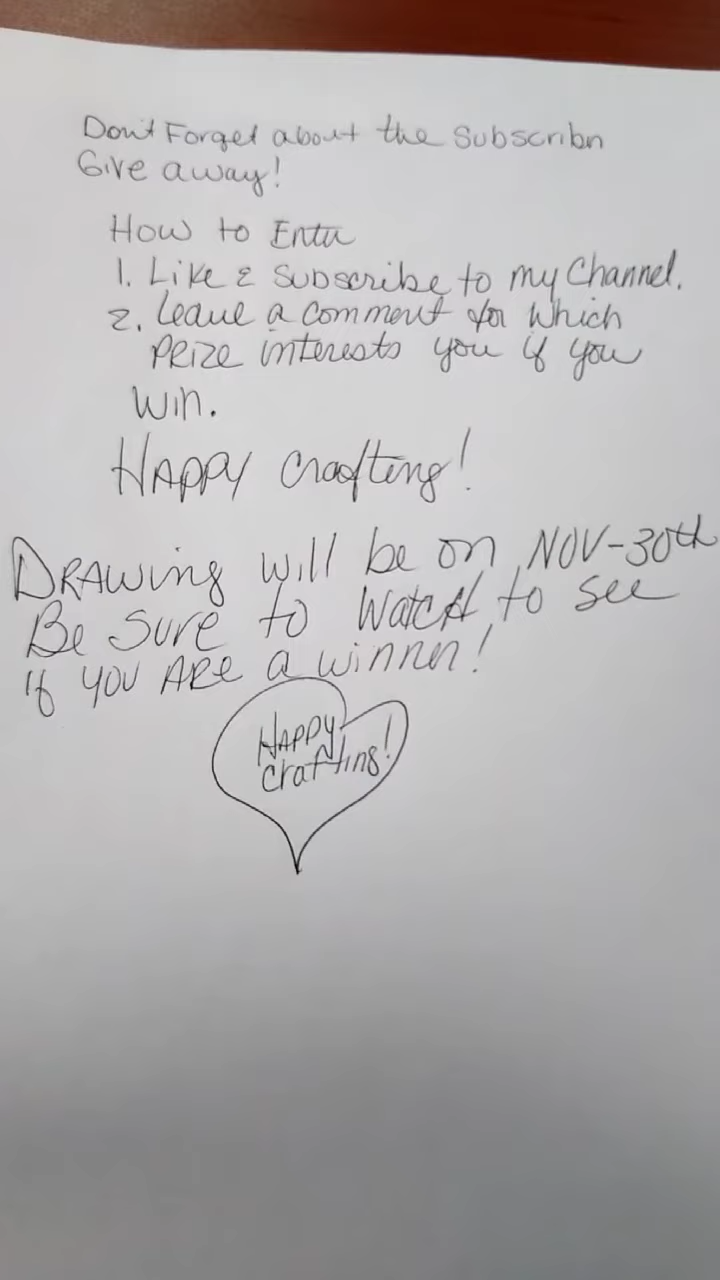 Don't Forget about the Subscribn
Give away!
How to Enter
1. Like & Subscribe to my Channel.
2. Leave a comment for which
Prize interests you if you
win.
Happy Crafting!
Drawing will be on NOV-30th
Be Sure to Watch to see
if you ARe a winner!
Happy
Crafting!